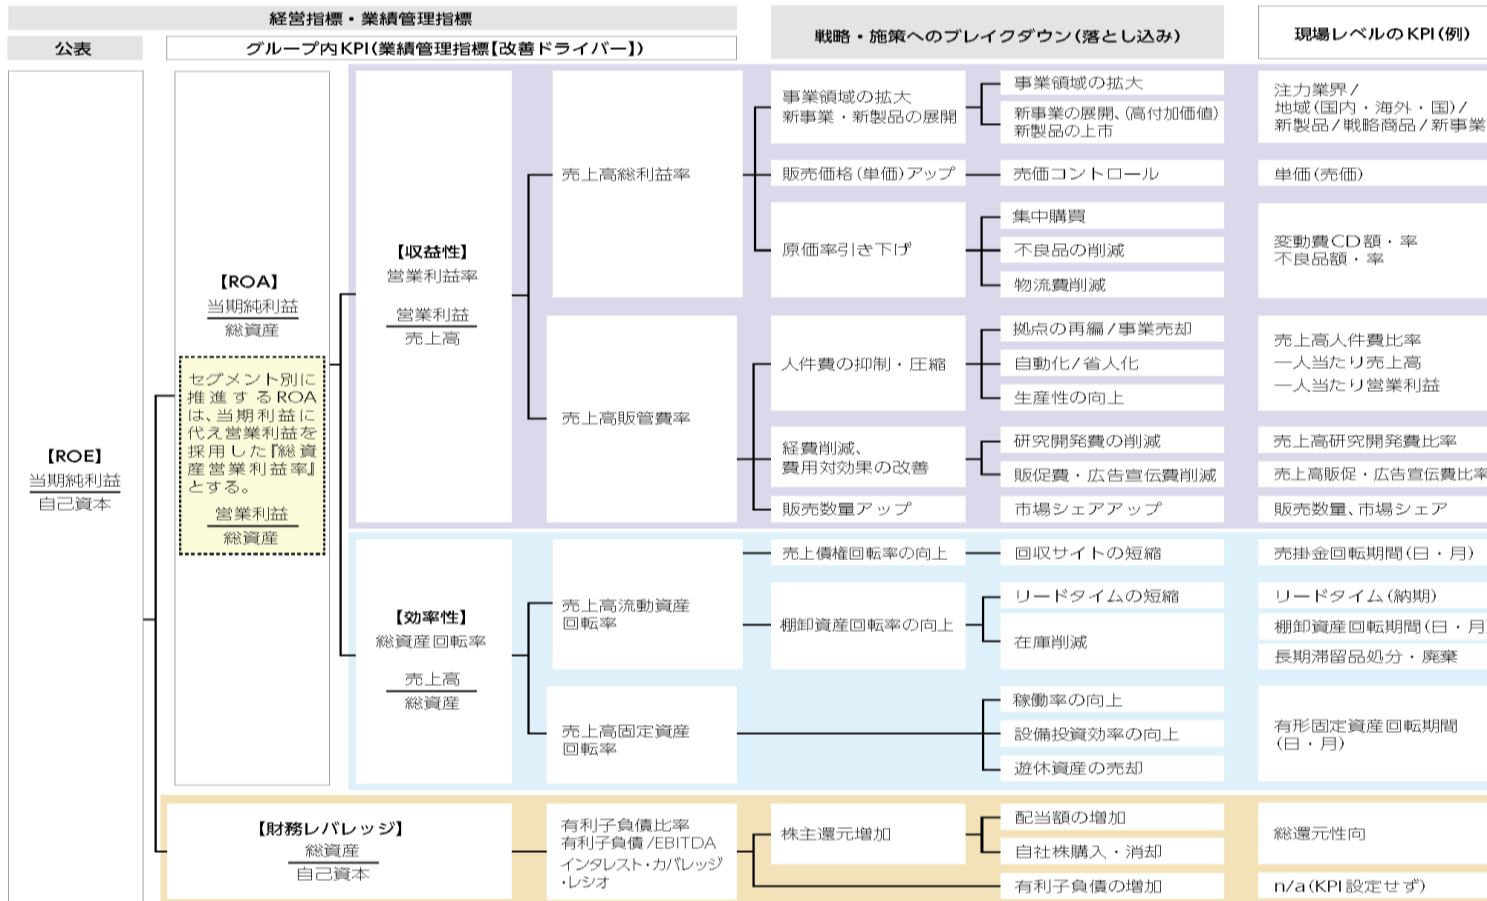 経営指標・業績管理指標
公表
グループ内KPI(業績管理指標【改善ドライバー】)
戦略・施策へのブレイクダウン(落とし込み)
現場レベルのKPI(例)
【ROE】
当期純利益
自己資本
【ROA】
当期純利益
総資産
セグメント別に
推進するROA
は、当期利益に
代え営業利益を
採用した『総資
産営業利益率』
とする。
営業利益
総資産
【収益性】
営業利益率
営業利益
売上高
売上高総利益率
事業領域の拡大
新事業・新製品の展開
事業領域の拡大
新事業の展開、(高付加価値)
新製品の上市
注力業界/
地域(国内・海外・国)/
新製品/戦略商品/新事業
販売価格(単価)アップ
売価コントロール
単価(売価)
原価率引き下げ
集中購買
不良品の削減
物流費削減
変動費CD額・率
不良品額・率
売上高販管費率
人件費の抑制・圧縮
拠点の再編/事業売却
自動化/省人化
生産性の向上
売上高人件費比率
一人当たり売上高
一人当たり営業利益
経費削減、
費用対効果の改善
研究開発費の削減
販促費・広告宣伝費削減
売上高研究開発費比率
売上高販促・広告宣伝費比率
販売数量アップ
市場シェアアップ
販売数量、市場シェア
【効率性】
総資産回転率
売上高
総資産
売上高流動資産
回転率
売上債権回転率の向上
回収サイトの短縮
売掛金回転期間(日・月)
棚卸資産回転率の向上
リードタイムの短縮
在庫削減
リードタイム(納期)
棚卸資産回転期間(日・月)
長期滞留品処分・廃棄
売上高固定資産
回転率
稼働率の向上
設備投資効率の向上
遊休資産の売却
有形固定資産回転期間
(日・月)
【財務レバレッジ】
総資産
自己資本
有利子負債比率
有利子負債/EBITDA
インタレスト・カバレッジ
・レシオ
株主還元増加
配当額の増加
自社株購入・消却
総還元性向
有利子負債の増加
n/a(KPI設定せず)